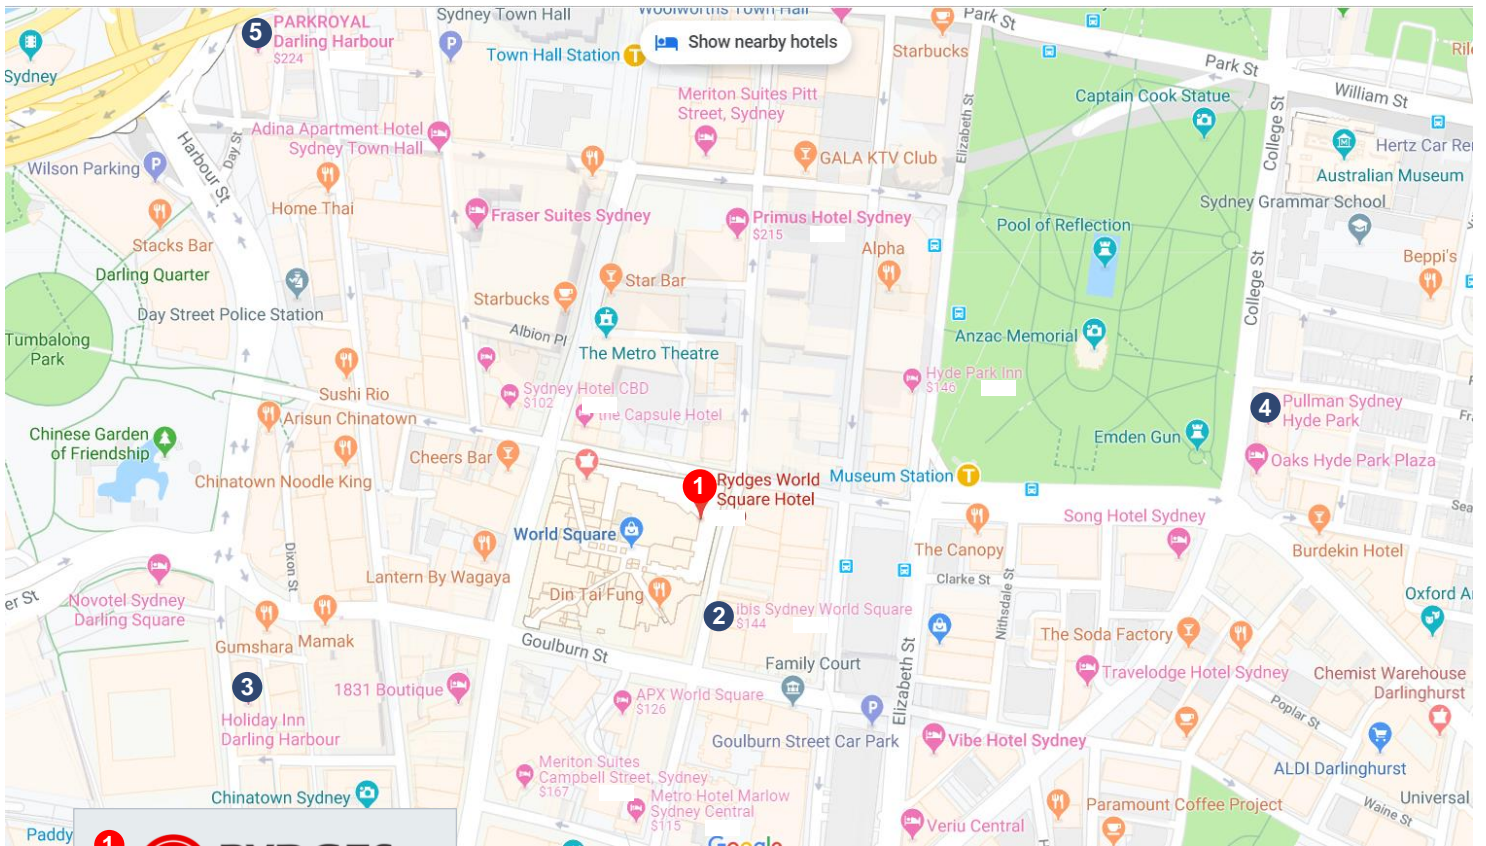 PARKROYAL
Darling Harbour
$224
5
Sydney Town Hall
Woolworths Town Hall
Park St
Town Hall Station
T
Show nearby hotels
Starbucks
Park St
Sydney
P
Meriton Suites Pitt
Street, Sydney
Captain Cook Statue
William St
Adina Apartment Hotel
Sydney Town Hall
Day St
Elizabeth St
College St
Hertz Car Re
Wilson Parking
P
Harbour St
GALA KTV Club
Australian Museum
Home Thai
Fraser Suites Sydney
Primus Hotel Sydney
$215
Sydney Grammar School
Stacks Bar
Alpha
Pool of Reflection
Beppi's
Darling Quarter
Star Bar
Starbucks
Day Street Police Station
College St
Tumbalong
Park
Albion Pl
The Metro Theatre
Anzac Memorial
Sushi Rio
Sydney Hotel CBD
$102
the Capsule Hotel
Hyde Park Inn
$146
4
Pullman Sydney
Hyde Park
Arisun Chinatown
Chinese Garden
of Friendship
Cheers Bar
Emden Gun
Oaks Hyde Park Plaza
Chinatown Noodle King
1
Rydges World
Square Hotel
Museum Station
T
World Square
Song Hotel Sydney
Dixon St
The Canopy
Burdekin Hotel
Lantern By Wagaya
Clarke St
er St
Novotel Sydney
Darling Square
Din Tai Fung
Nithsdale St
Oxford A
2
ibis Sydney World Square
$144
Gumshara
Mamak
Goulburn St
Elizabeth St
The Soda Factory
Family Court
Travelodge Hotel Sydney
Chemist Warehouse
Darlinghurst
3
1831 Boutique
APX World Square
$126
P
Holiday Inn
Darling Harbour
Goulburn Street Car Park
Vibe Hotel Sydney
Poplar St
Meriton Suites
Campbell Street, Sydney
$167
ALDI Darlinghurst
Chinatown Sydney
Metro Hotel Marlow
Sydney Central
$115
Paramount Coffee Project
Universal
Waine St
Paddy
Veriu Central
1
RYDGES
Google